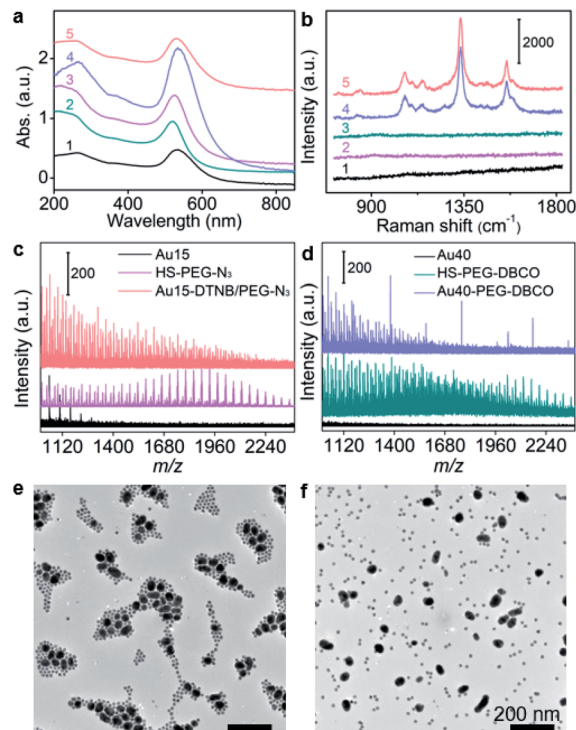 a
b
2
1
0
Abs. (a.u.)
5
4
3
2
1
200
400
600
800
Wavelength (nm)
Intensity (a.u.)
2000
5
4
3
2
1
900
1350
1800
Raman shift (cm⁻¹)
c
d
200
Au15
HS-PEG-N₃
Au15-DTNB/PEG-N₃
Intensity (a.u.)
1120
1400
1680
1960
2240
m/z
200
Au40
HS-PEG-DBCO
Au40-PEG-DBCO
Intensity (a.u.)
1120
1400
1680
1960
2240
m/z
e
f
200 nm